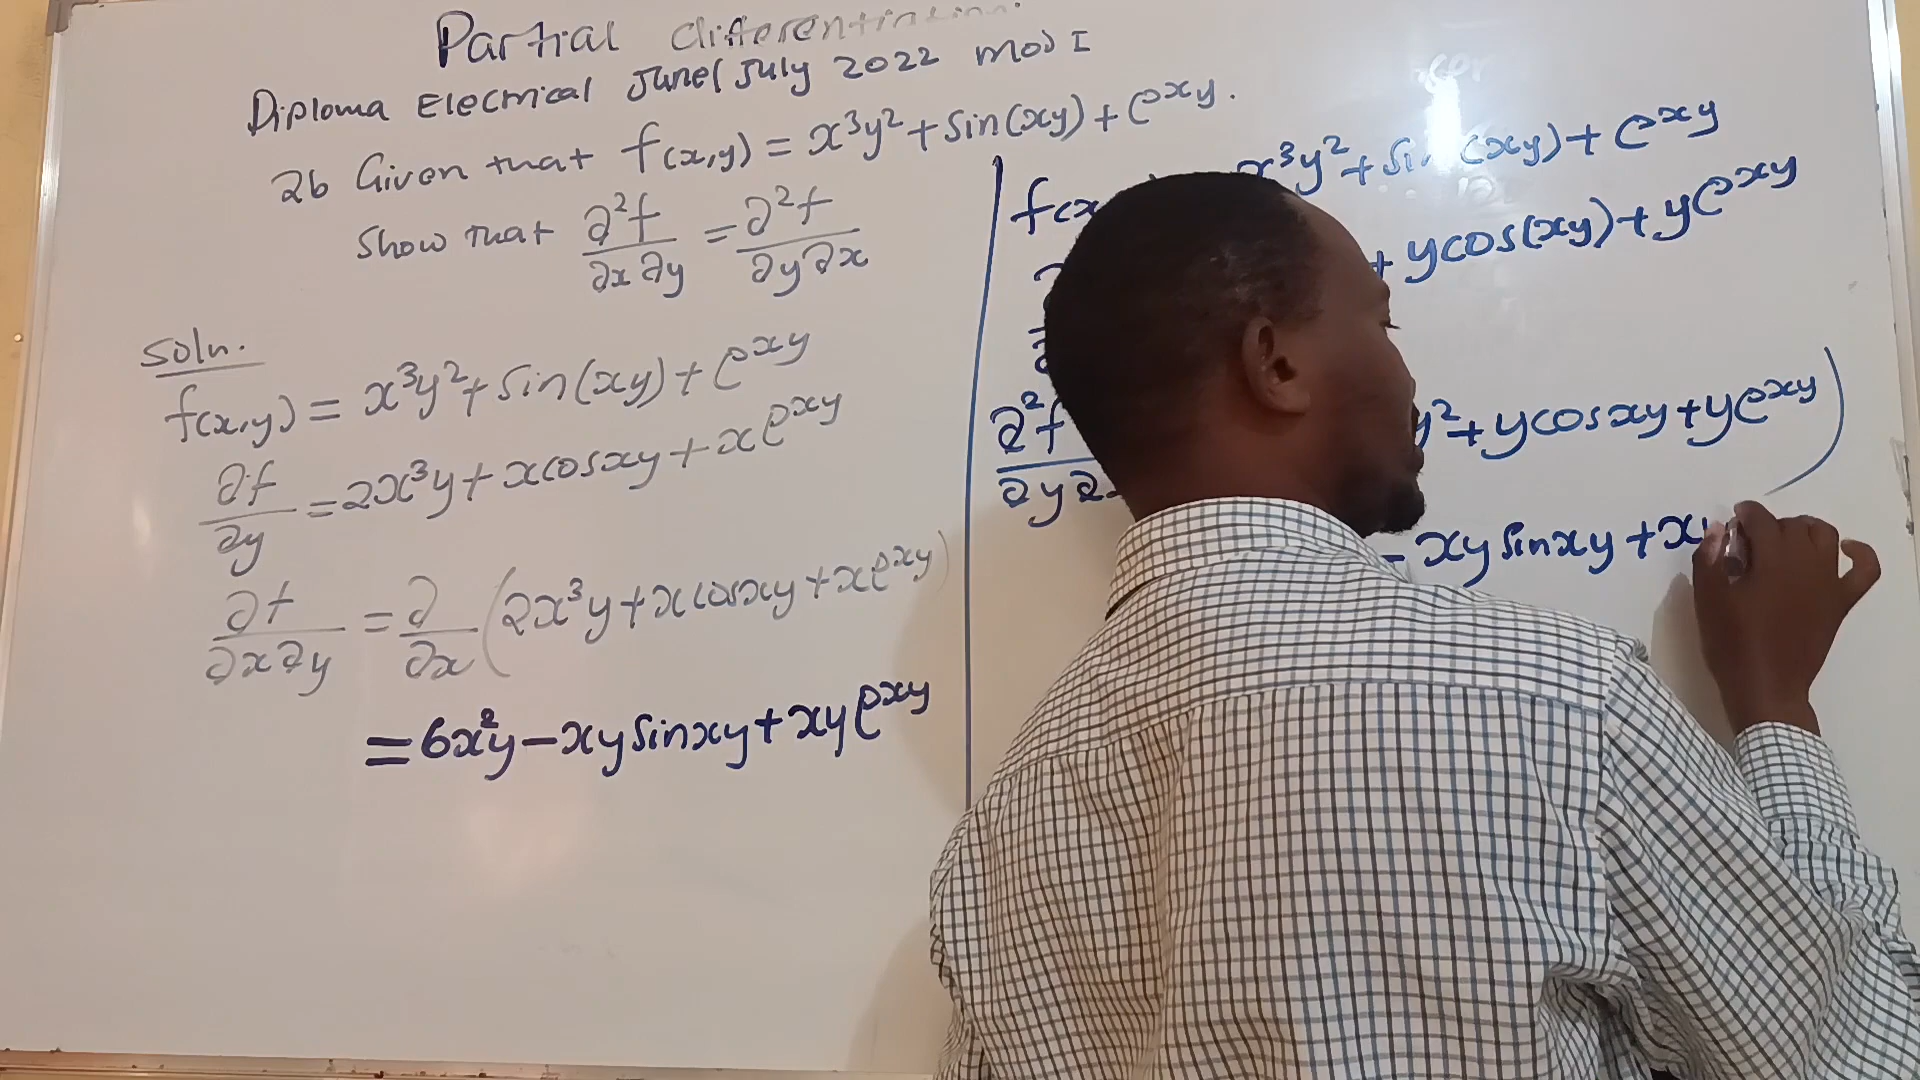 Partial differentiation.
Diploma Electrical June/July 2022 mod I
2b Given that f(x,y) = x³y² + sin(xy) + e^xy.
Show that ∂²f/∂x∂y = ∂²f/∂y∂x
Soln.
f(x,y) = x³y² + sin(xy) + e^xy
∂f/∂y = 2x³y + xcosxy + xe^xy
∂f/∂x∂y = ∂/∂x (2x³y + xcosxy + xe^xy)
= 6x²y - xysinxy + xye^xy
f(x x³y² + sin(xy) + e^xy
+ ycos(xy) + ye^xy
∂²f/∂y∂ y² + ycosxy + ye^xy)
- xysinxy + xy